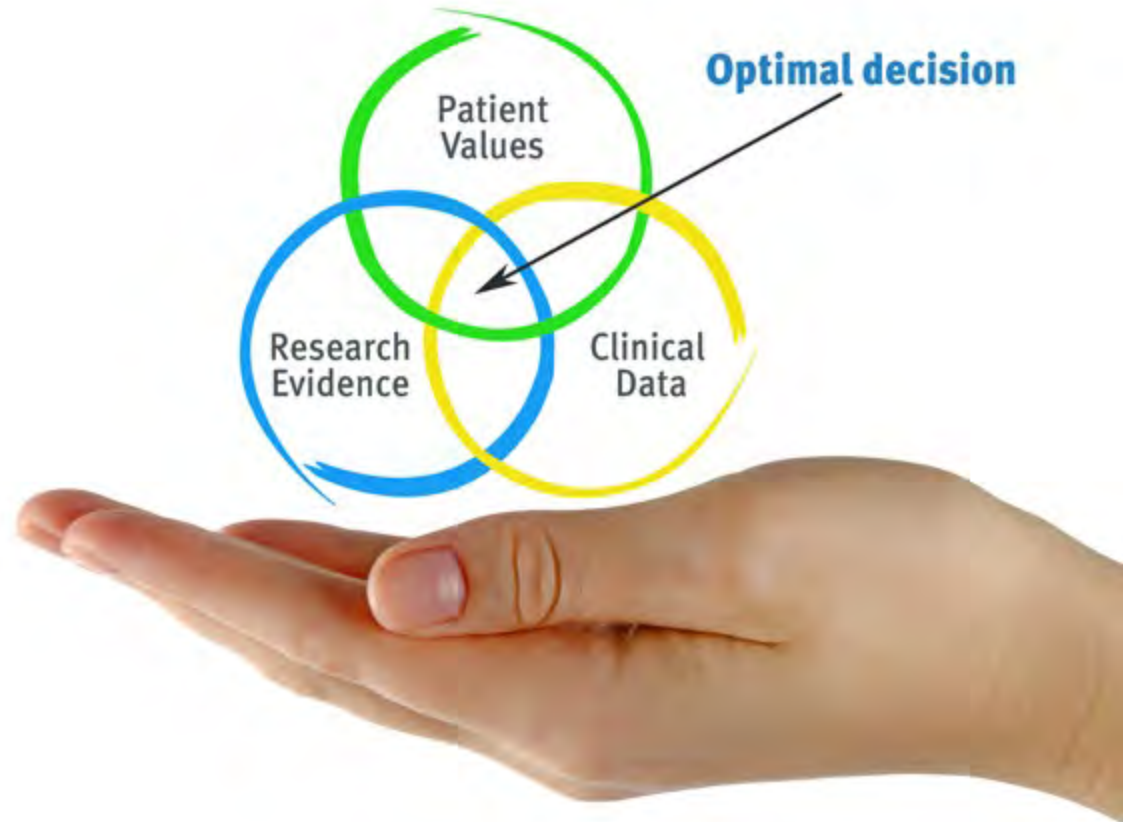 Optimal decision
Patient
Values
Research
Evidence
Clinical
Data